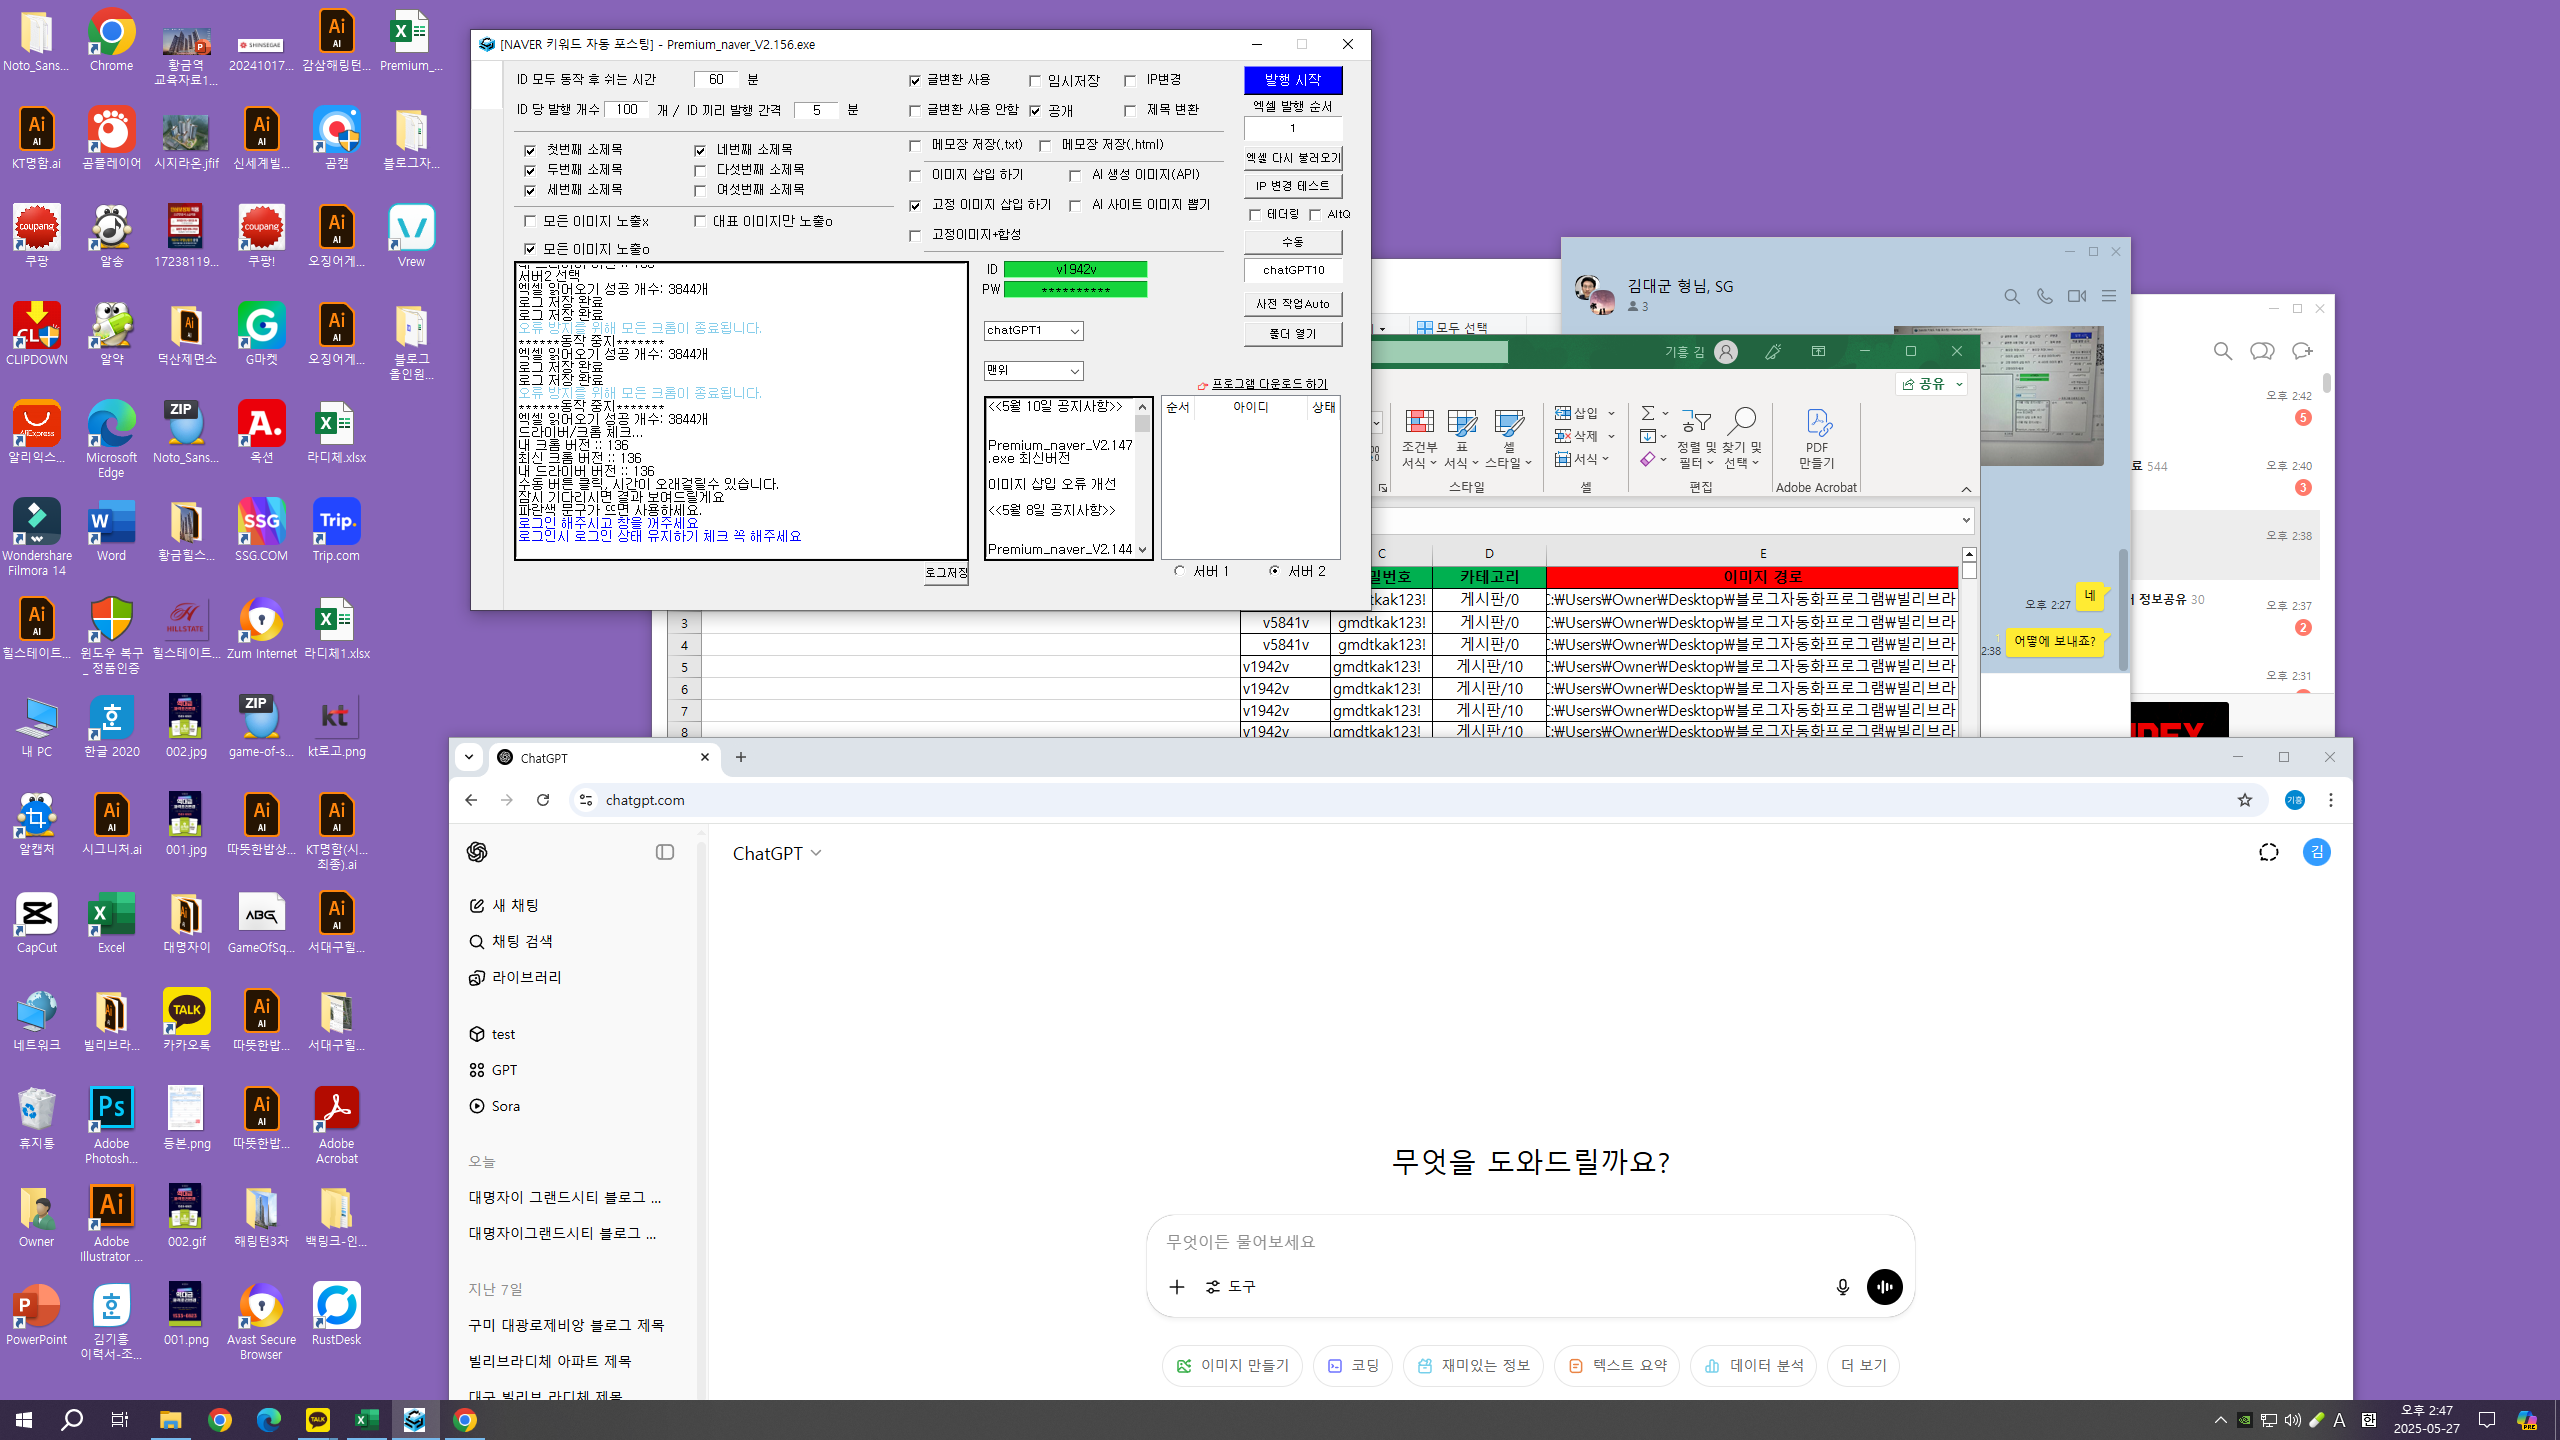 Noto_Sans...
Chrome
황금역
교육자료1...
20241017...
감삼해링턴...
Premium_...
KT명함.ai
곰플레이어
시지라온.jfif
신세계빌...
곰캠
블로그자...
쿠팡
알송
17238119...
쿠팡!
오징어게...
Vrew
CLIPDOWN
알약
덕산제면소
G마켓
오징어게...
블로그
올인원...
알리익스...
Microsoft
Edge
Noto_Sans...
옥션
라디체.xlsx
Wondershare
Filmora 14
Word
황금힐스...
SSG.COM
Trip.com
힐스테이트...
윈도우 복구
_ 정품인증
힐스테이트...
Zum Internet
라디체1.xlsx
내 PC
한글 2020
002.jpg
game-of-s...
kt로고.png
알캡처
시그니처.ai
001.jpg
따뜻한밥상...
KT명함(시...
최종).ai
CapCut
Excel
대명자이
GameOfSq...
서대구힐...
네트워크
빌리브라...
카카오톡
따뜻한밥...
서대구힐...
휴지통
Adobe
Photosh...
등본.png
따뜻한밥...
Adobe
Acrobat
Owner
Adobe
Illustrator ...
002.gif
해링턴3차
백링크-인...
PowerPoint
김기흥
이력서-조...
001.png
Avast Secure
Browser
RustDesk
[NAVER 키워드 자동 포스팅] - Premium_naver_V2.156.exe
ID 모두 동작 후 쉬는 시간 60 분
글변환 사용 임시저장 IP변경
발행 시작
ID 당 발행 개수 100 개 / ID 끼리 발행 간격 5 분
글변환 사용 안함 공개 제목 변환
엑셀 발행 순서
1
첫번째 소제목 네번째 소제목
두번째 소제목 다섯번째 소제목
세번째 소제목 여섯번째 소제목
메모장 저장(.txt) 메모장 저장(.html)
엑셀 다시 불러오기
이미지 삽입 하기 AI 생성 이미지(API)
IP 변경 테스트
고정 이미지 삽입 하기 AI 사이트 이미지 뽑기
테더링 AltQ
모든 이미지 노출x 대표 이미지만 노출o
고정이미지+합성
수동
모든 이미지 노출o
서버2 선택
엑셀 읽어오기 성공 개수: 3844개
로그 저장 완료
로그 저장 완료
오류 방지를 위해 모든 크롬이 종료됩니다.
******동작 중지*******
엑셀 읽어오기 성공 개수: 3844개
로그 저장 완료
로그 저장 완료
오류 방지를 위해 모든 크롬이 종료됩니다.
******동작 중지*******
엑셀 읽어오기 성공 개수: 3844개
드라이버/크롬 체크...
내 크롬 버전 :: 136
최신 크롬 버전 :: 136
내 드라이버 버전 :: 136
수동 버튼 클릭, 시간이 오래걸릴수 있습니다.
잠시 기다리시면 결과 보여드릴게요
파란색 문구가 뜨면 사용하세요.
로그인 해주시고 창을 꺼주세요
로그인시 로그인 상태 유지하기 체크 꼭 해주세요
로그저장
ID v1942v
PW **********
chatGPT10
사전 작업Auto
폴더 열기
chatGPT1
맨위
프로그램 다운로드 하기
<<5월 10일 공지사항>>
Premium_naver_V2.147
.exe 최신버전
이미지 삽입 오류 개선
<<5월 8일 공지사항>>
Premium_naver_V2.144
순서 아이디 상태
서버 1 서버 2
모두 선택
기흥 김
공유
조건부
서식
표
서식
셀
스타일
스타일
삽입
삭제
서식
셀
정렬 및
필터
찾기 및
선택
편집
PDF
만들기
Adobe Acrobat
C D E
밀번호 카테고리 이미지 경로
tkak123! 게시판/0 C:₩Users₩Owner₩Desktop₩블로그자동화프로그램₩빌리브라
3 v5841v gmdtkak123! 게시판/0 C:₩Users₩Owner₩Desktop₩블로그자동화프로그램₩빌리브라
4 v5841v gmdtkak123! 게시판/0 C:₩Users₩Owner₩Desktop₩블로그자동화프로그램₩빌리브라
5 v1942v gmdtkak123! 게시판/10 C:₩Users₩Owner₩Desktop₩블로그자동화프로그램₩빌리브라
6 v1942v gmdtkak123! 게시판/10 C:₩Users₩Owner₩Desktop₩블로그자동화프로그램₩빌리브라
7 v1942v gmdtkak123! 게시판/10 C:₩Users₩Owner₩Desktop₩블로그자동화프로그램₩빌리브라
8 v1942v gmdtkak123! 게시판/10 C:₩Users₩Owner₩Desktop₩블로그자동화프로그램₩빌리브라
김대군 형님, SG
3
오후 2:27 네
1
2:38 어떻에 보내죠?
오후 2:42
5
료 544 오후 2:40
3
오후 2:38
정보공유 30 오후 2:37
2
오후 2:31
ChatGPT
chatgpt.com
기흥
ChatGPT
김
새 채팅
채팅 검색
라이브러리
test
GPT
Sora
오늘
대명자이 그랜드시티 블로그 ...
대명자이그랜드시티 블로그 ...
지난 7일
구미 대광로제비앙 블로그 제목
빌리브라디체 아파트 제목
대구 빌리브 라디체 제목
무엇을 도와드릴까요?
무엇이든 물어보세요
도구
이미지 만들기
코딩
재미있는 정보
텍스트 요약
데이터 분석
더 보기
A 한
오후 2:47
2025-05-27